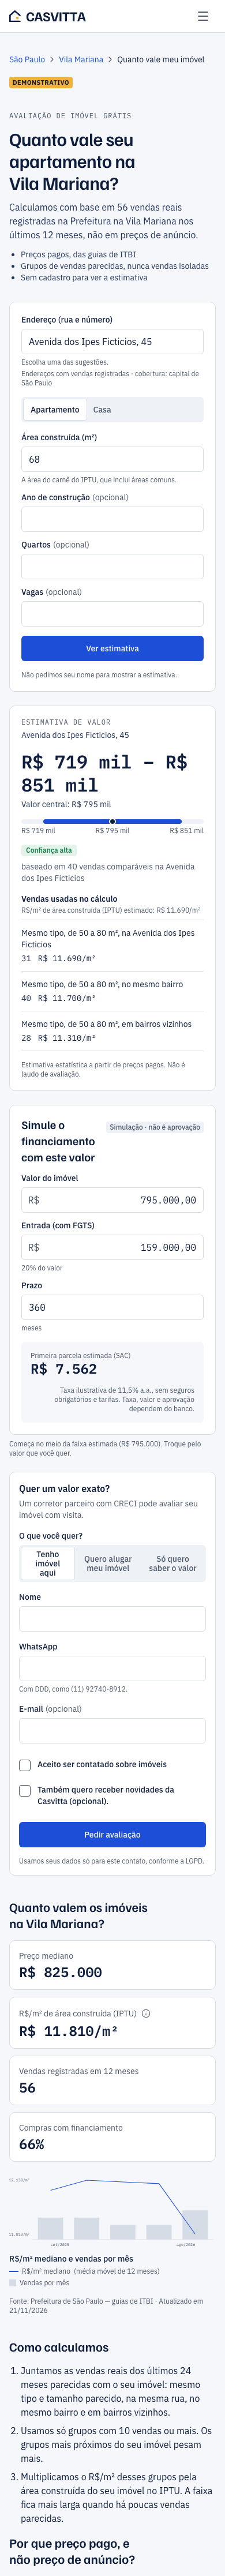 CASVITTA
São Paulo > Vila Mariana > Quanto vale meu imóvel
DEMONSTRATIVO
AVALIAÇÃO DE IMÓVEL GRÁTIS
Quanto vale seu
apartamento na
Vila Mariana?
Calculamos com base em 56 vendas reais
registradas na Prefeitura na Vila Mariana nos
últimos 12 meses, não em preços de anúncio.
• Preços pagos, das guias de ITBI
• Grupos de vendas parecidas, nunca vendas isoladas
• Sem cadastro para ver a estimativa
Endereço (rua e número)
Avenida dos Ipes Ficticios, 45
Escolha uma das sugestões.
Endereços com vendas registradas · cobertura: capital de
São Paulo
Apartamento Casa
Área construída (m²)
68
A área do carnê do IPTU, que inclui áreas comuns.
Ano de construção (opcional)
Quartos (opcional)
Vagas (opcional)
Ver estimativa
Não pedimos seu nome para mostrar a estimativa.
ESTIMATIVA DE VALOR
Avenida dos Ipes Ficticios, 45
R$ 719 mil – R$
851 mil
Valor central: R$ 795 mil
R$ 719 mil R$ 795 mil R$ 851 mil
Confiança alta
baseado em 40 vendas comparáveis na Avenida
dos Ipes Ficticios
Vendas usadas no cálculo
R$/m² de área construída (IPTU) estimado: R$ 11.690/m²
Mesmo tipo, de 50 a 80 m², na Avenida dos Ipes
Ficticios
31 R$ 11.690/m²
Mesmo tipo, de 50 a 80 m², no mesmo bairro
40 R$ 11.700/m²
Mesmo tipo, de 50 a 80 m², em bairros vizinhos
28 R$ 11.310/m²
Estimativa estatística a partir de preços pagos. Não é
laudo de avaliação.
Simule o
financiamento
com este valor
Simulação · não é aprovação
Valor do imóvel
R$ 795.000,00
Entrada (com FGTS)
R$ 159.000,00
20% do valor
Prazo
360
meses
Primeira parcela estimada (SAC)
R$ 7.562
Taxa ilustrativa de 11,5% a.a., sem seguros
obrigatórios e tarifas. Taxa, valor e aprovação
dependem do banco.
Começa no meio da faixa estimada (R$ 795.000). Troque pelo
valor que você quer.
Quer um valor exato?
Um corretor parceiro com CRECI pode avaliar seu
imóvel com visita.
O que você quer?
Tenho
imóvel
aqui
Quero alugar
meu imóvel
Só quero
saber o valor
Nome
WhatsApp
Com DDD, como (11) 92740-8912.
E-mail (opcional)
Aceito ser contatado sobre imóveis
Também quero receber novidades da
Casvitta (opcional).
Pedir avaliação
Usamos seus dados só para este contato, conforme a LGPD.
Quanto valem os imóveis
na Vila Mariana?
Preço mediano
R$ 825.000
R$/m² de área construída (IPTU)
R$ 11.810/m²
Vendas registradas em 12 meses
56
Compras com financiamento
66%
R$/m² mediano e vendas por mês
R$/m² mediano (média móvel de 12 meses)
Vendas por mês
Fonte: Prefeitura de São Paulo — guias de ITBI · Atualizado em
21/11/2026
Como calculamos
1. Juntamos as vendas reais dos últimos 24
meses parecidas com o seu imóvel: mesmo
tipo e tamanho parecido, na mesma rua, no
mesmo bairro e em bairros vizinhos.
2. Usamos só grupos com 10 vendas ou mais. Os
grupos mais próximos do seu imóvel pesam
mais.
3. Multiplicamos o R$/m² desses grupos pela
área construída do seu imóvel no IPTU. A faixa
fica mais larga quando há poucas vendas
parecidas.
Por que preço pago, e
não preço de anúncio?